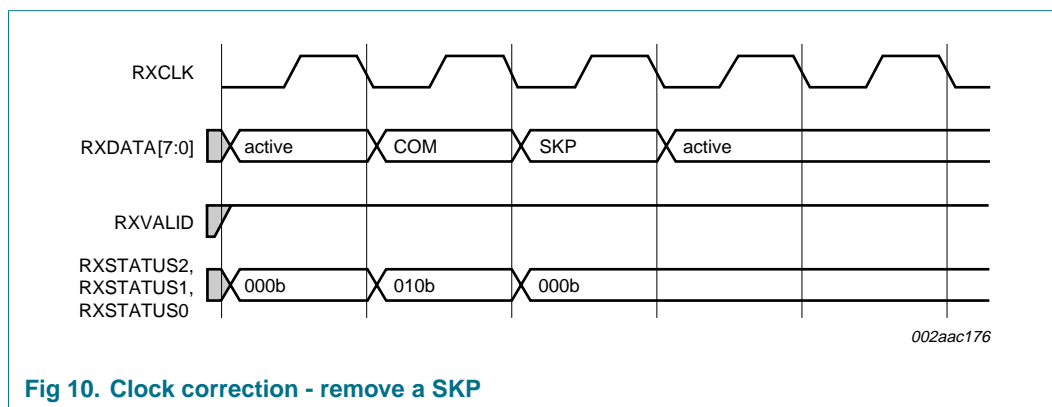 RXCLK
RXDATA[7:0]
active
COM
SKP
active
RXVALID
RXSTATUS2,
RXSTATUS1,
RXSTATUS0
000b
010b
000b
002aac176
Fig 10. Clock correction - remove a SKP